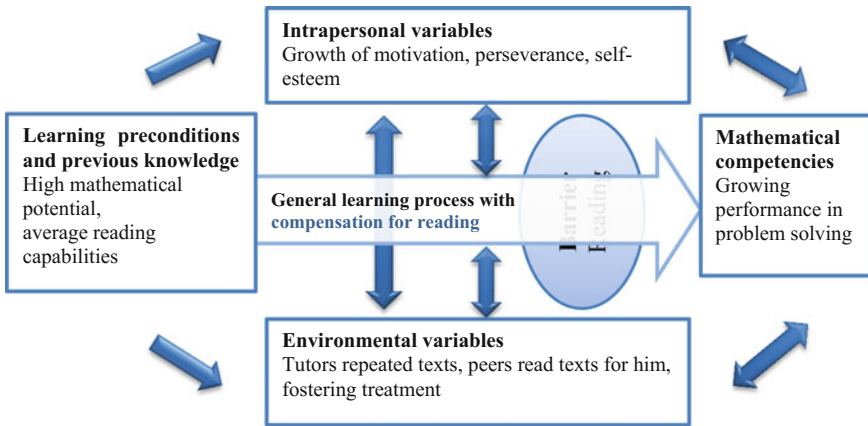 Intrapersonal variables
Growth of motivation, perseverance, self-
esteem
Learning preconditions
and previous knowledge
High mathematical
potential,
average reading
capabilities
General learning process with
compensation for reading
Barrier
Reading
Mathematical
competencies
Growing
performance in
problem solving
Environmental variables
Tutors repeated texts, peers read texts for him,
fostering treatment